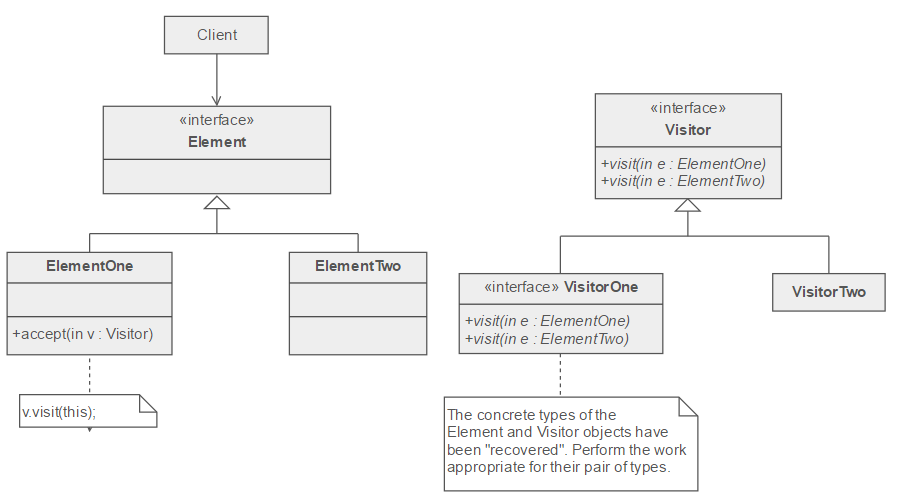 Client
«interface»
Element
ElementOne
+accept(in v : Visitor)
v.visit(this);
ElementTwo
«interface»
Visitor
+visit(in e : ElementOne)
+visit(in e : ElementTwo)
«interface» VisitorOne
+visit(in e : ElementOne)
+visit(in e : ElementTwo)
VisitorTwo
The concrete types of the
Element and Visitor objects have
been "recovered". Perform the work
appropriate for their pair of types.